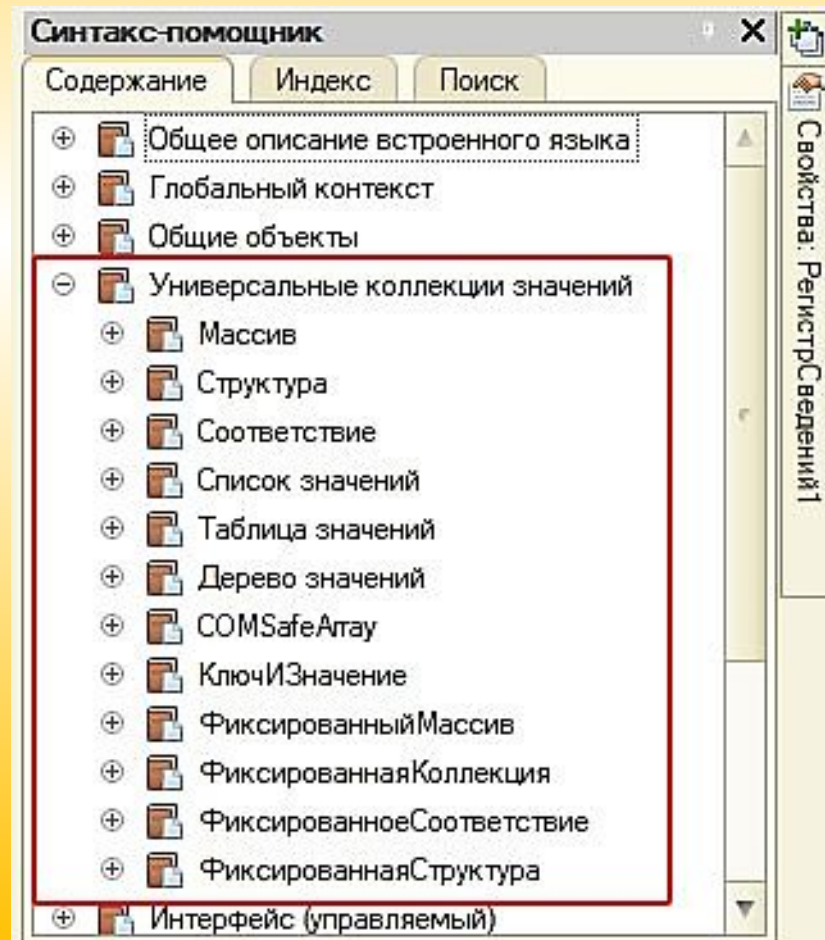 Синтакс-помощник
Содержание Индекс Поиск
Общее описание встроенного языка
Глобальный контекст
Общие объекты
Универсальные коллекции значений
Массив
Структура
Соответствие
Список значений
Таблица значений
Дерево значений
COMSafeArray
КлючИЗначение
ФиксированныйМассив
ФиксированнаяКоллекция
ФиксированноеСоответствие
ФиксированнаяСтруктура
Интерфейс (управляемый)
Свойства: РегистрСведений1